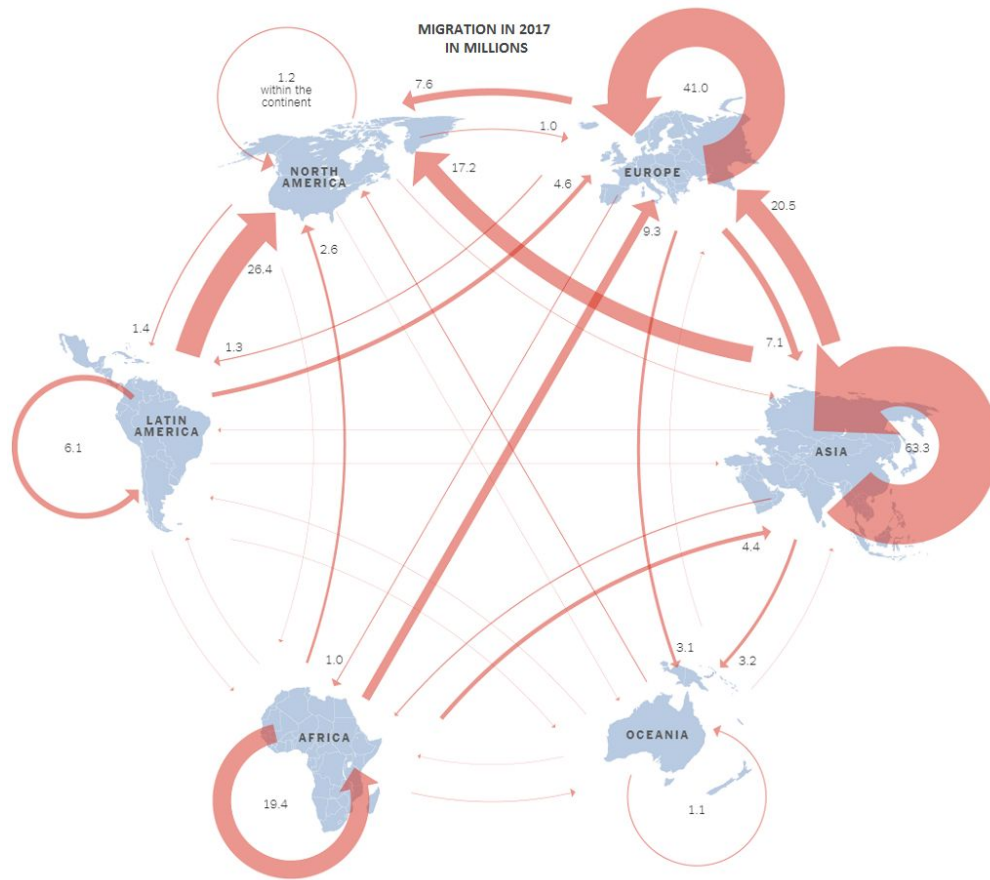 MIGRATION IN 2017
IN MILLIONS
1.2
within the
continent
7.6
41.0
1.0
17.2
4.6
NORTH
AMERICA
EUROPE
20.5
9.3
2.6
26.4
1.4
1.3
7.1
LATIN
AMERICA
6.1
ASIA
63.3
4.4
1.0
3.1
3.2
AFRICA
OCEANIA
19.4
1.1